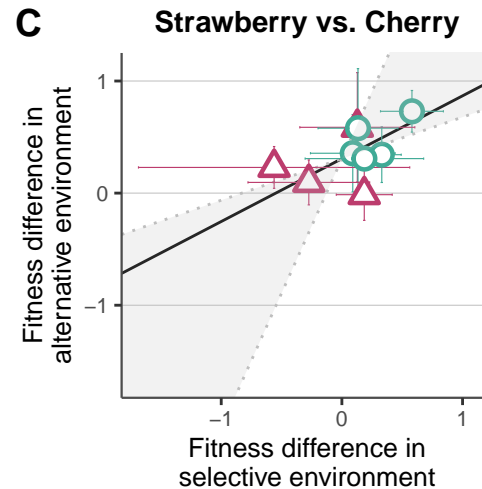 C
Strawberry vs. Cherry
Fitness difference in
alternative environment
1
0
−1
−1
0
1
Fitness difference in
selective environment